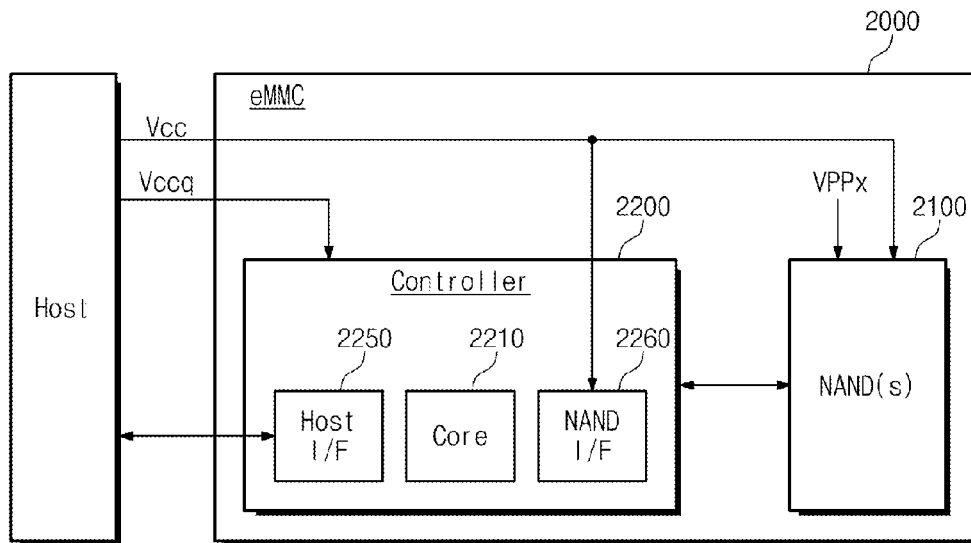 2000
eMMC
Vcc
Vccq
VPPx
2200
2100
Controller
Host
2250
2210
2260
NAND(s)
Host
I/F
Core
NAND
I/F